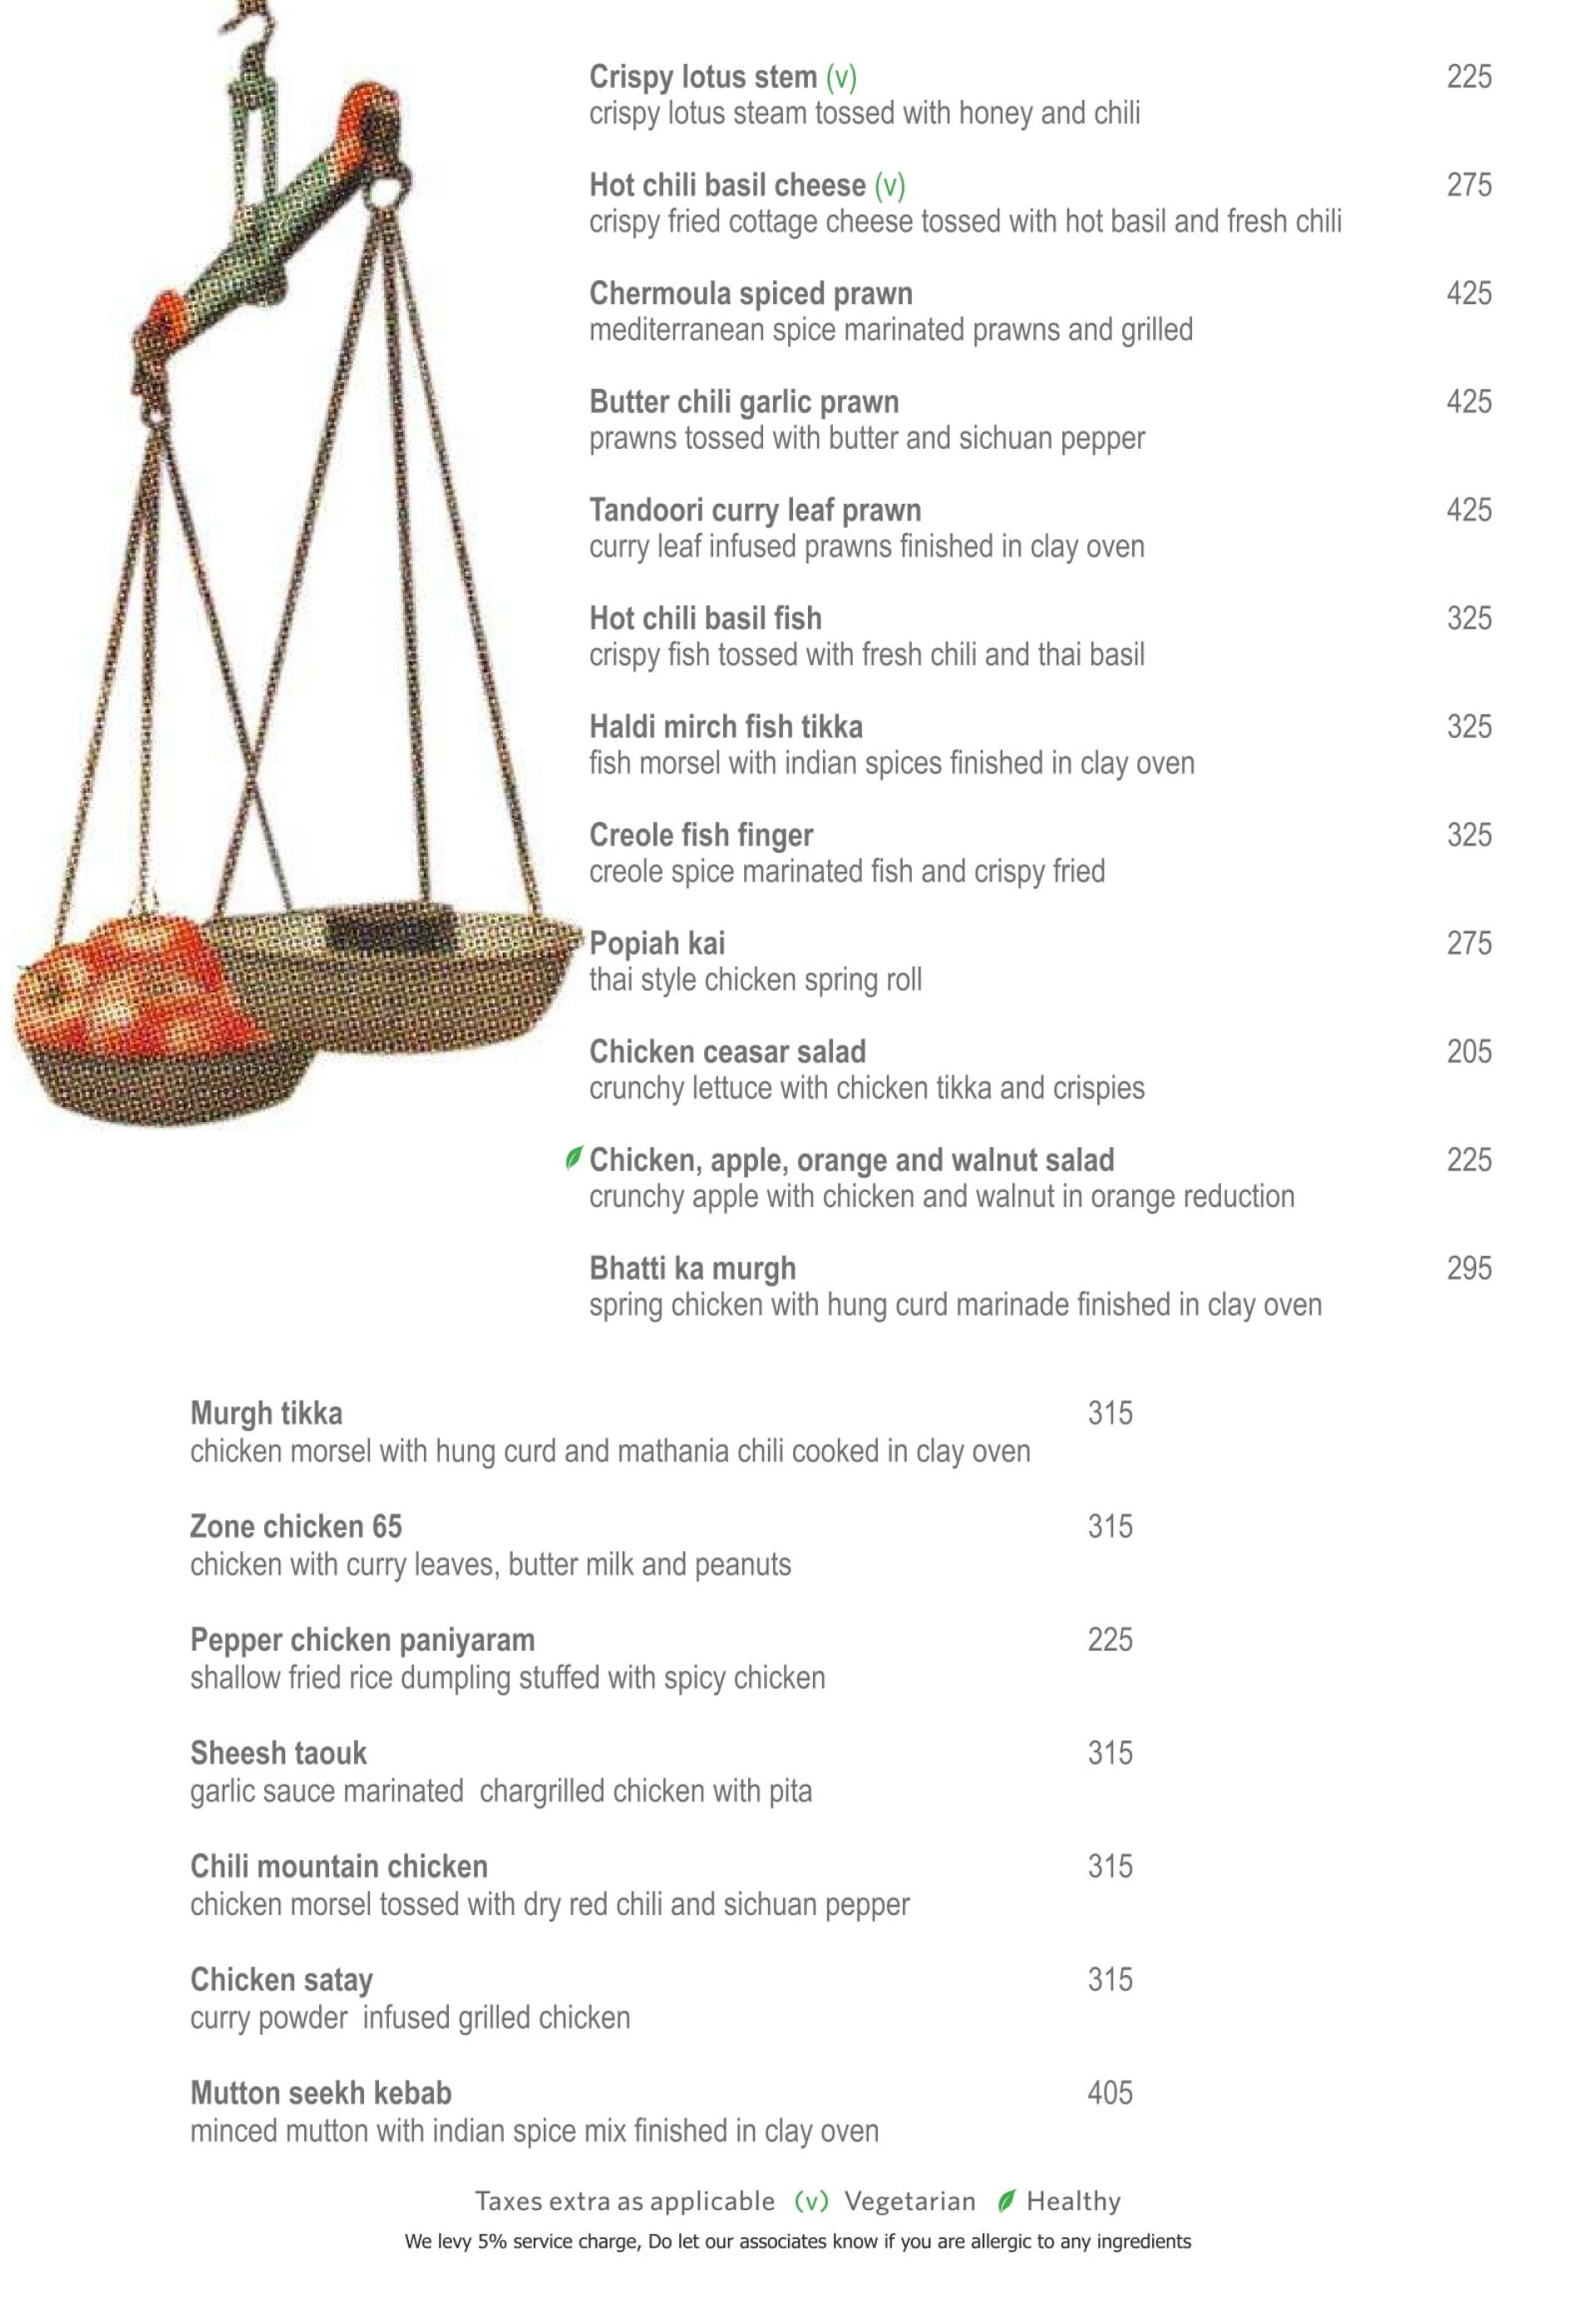 Crispy lotus stem (v) 225
crispy lotus steam tossed with honey and chili
Hot chili basil cheese (v) 275
crispy fried cottage cheese tossed with hot basil and fresh chili
Chermoula spiced prawn 425
mediterranean spice marinated prawns and grilled
Butter chili garlic prawn 425
prawns tossed with butter and sichuan pepper
Tandoori curry leaf prawn 425
curry leaf infused prawns finished in clay oven
Hot chili basil fish 325
crispy fish tossed with fresh chili and thai basil
Haldi mirch fish tikka 325
fish morsel with indian spices finished in clay oven
Creole fish finger 325
creole spice marinated fish and crispy fried
Popiah kai 275
thai style chicken spring roll
Chicken ceasar salad 205
crunchy lettuce with chicken tikka and crispies
Chicken, apple, orange and walnut salad 225
crunchy apple with chicken and walnut in orange reduction
Bhatti ka murgh 295
spring chicken with hung curd marinade finished in clay oven
Murgh tikka 315
chicken morsel with hung curd and mathania chili cooked in clay oven
Zone chicken 65 315
chicken with curry leaves, butter milk and peanuts
Pepper chicken paniyaram 225
shallow fried rice dumpling stuffed with spicy chicken
Sheesh taouk 315
garlic sauce marinated chargrilled chicken with pita
Chili mountain chicken 315
chicken morsel tossed with dry red chili and sichuan pepper
Chicken satay 315
curry powder infused grilled chicken
Mutton seekh kebab 405
minced mutton with indian spice mix finished in clay oven
Taxes extra as applicable (v) Vegetarian Healthy
We levy 5% service charge, Do let our associates know if you are allergic to any ingredients